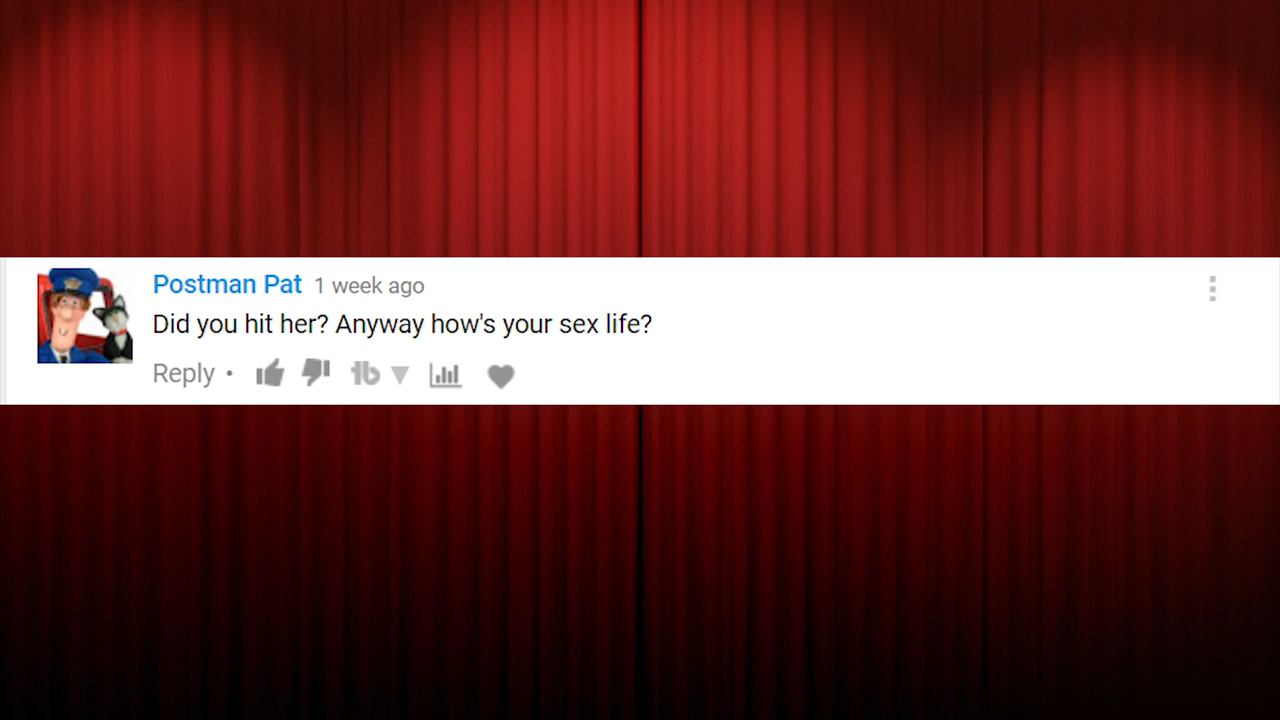 Postman Pat 1 week ago
Did you hit her? Anyway how's your sex life?
Reply •